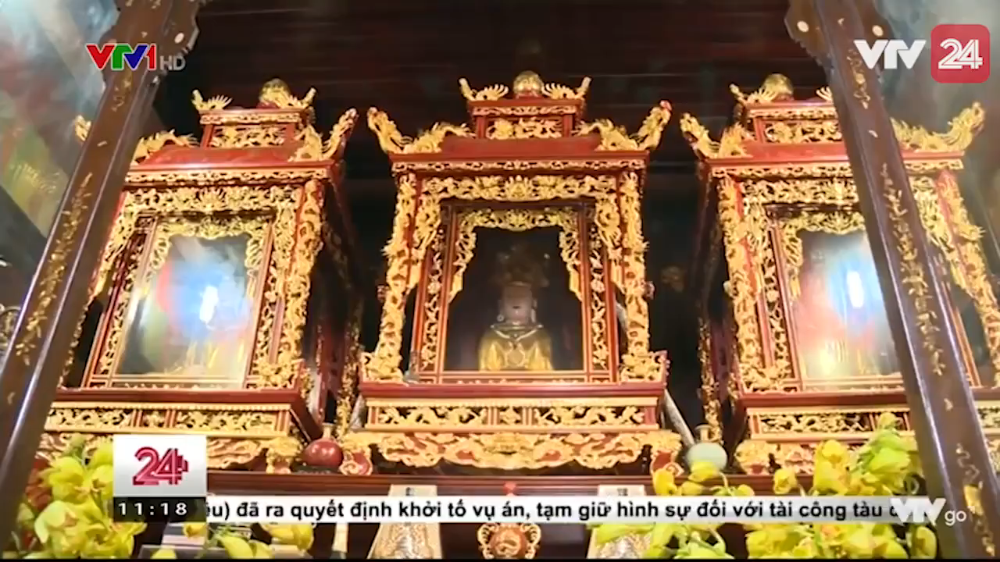 VTV1 HD
VTV 24
24
11:18
) đã ra quyết định khởi tố vụ án, tạm giữ hình sự đối với tài công tàu
VTV go